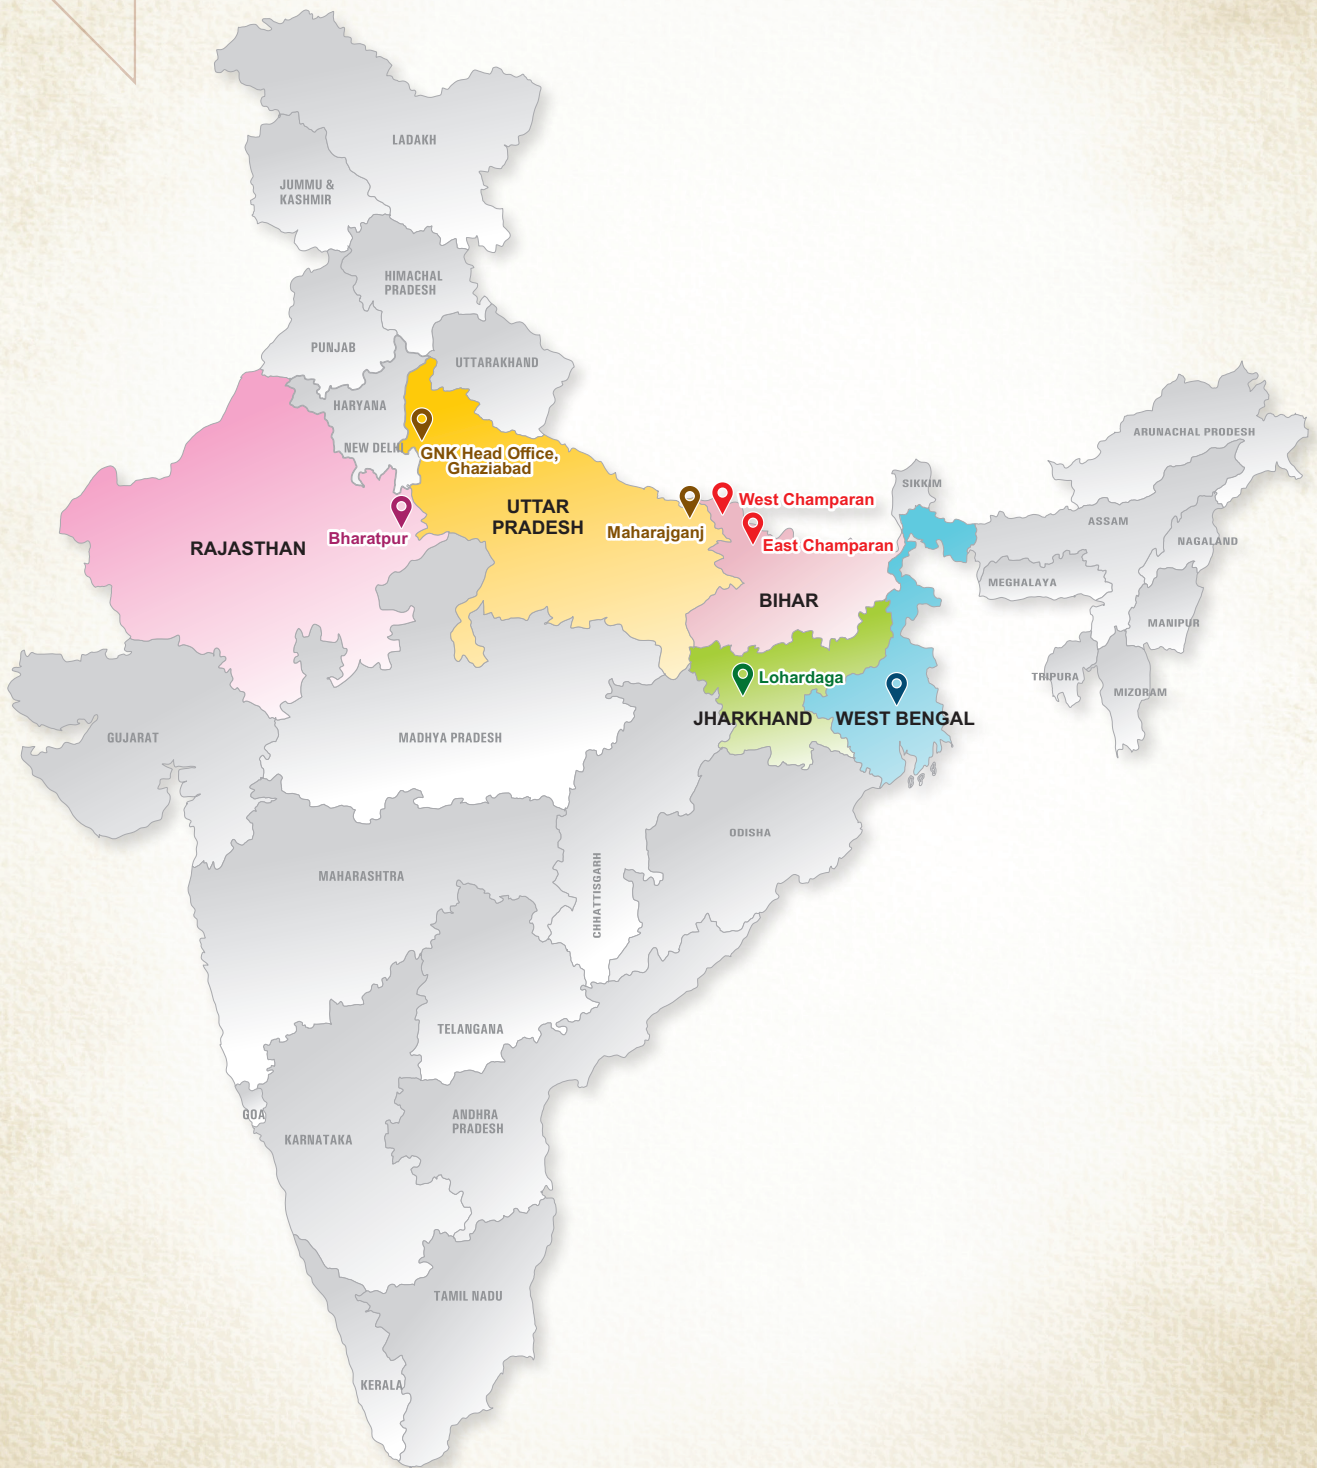 LADAKH
JUMMU &
KASHMIR
HIMACHAL
PRADESH
PUNJAB
UTTARAKHAND
HARYANA
NEW DELHI
GNK Head Office,
Ghaziabad
UTTAR
PRADESH
RAJASTHAN
Bharatpur
Maharajganj
West Champaran
East Champaran
BIHAR
SIKKIM
ARUNACHAL PRODESH
ASSAM
NAGALAND
MEGHALAYA
MANIPUR
TRIPURA
MIZORAM
Lohardaga
JHARKHAND
WEST BENGAL
GUJARAT
MADHYA PRADESH
ODISHA
MAHARASHTRA
CHHATTISGARH
TELANGANA
GOA
KARNATAKA
ANDHRA
PRADESH
TAMIL NADU
KERALA